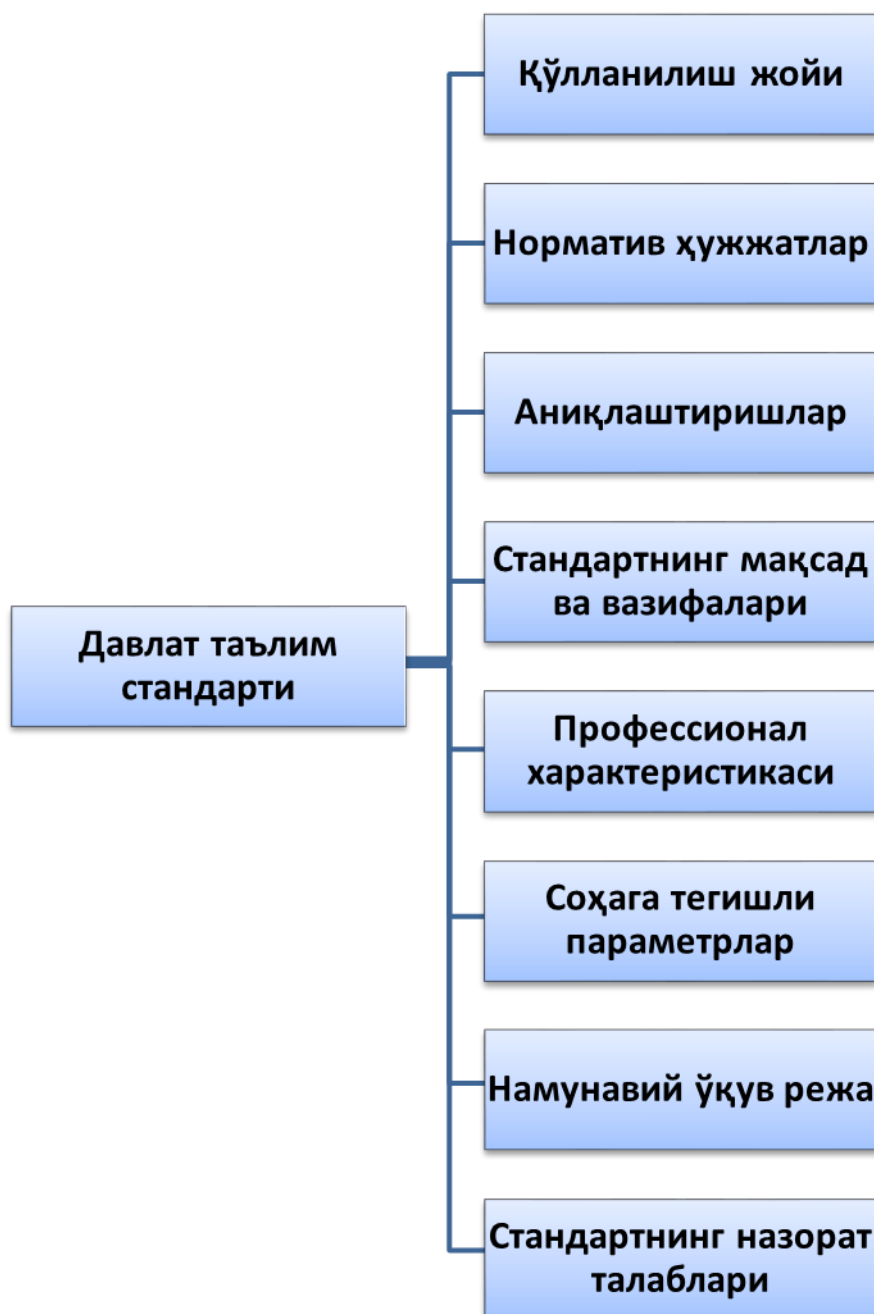 Қўлланилиш жойи
Норматив ҳужжатлар
Аниқлаштиришлар
Стандартнинг мақсад
ва вазифалари
Давлат таълим
стандарти
Профессионал
характеристикаси
Соҳага тегишли
параметрлар
Намунавий ўқув режа
Стандартнинг назорат
талаблари